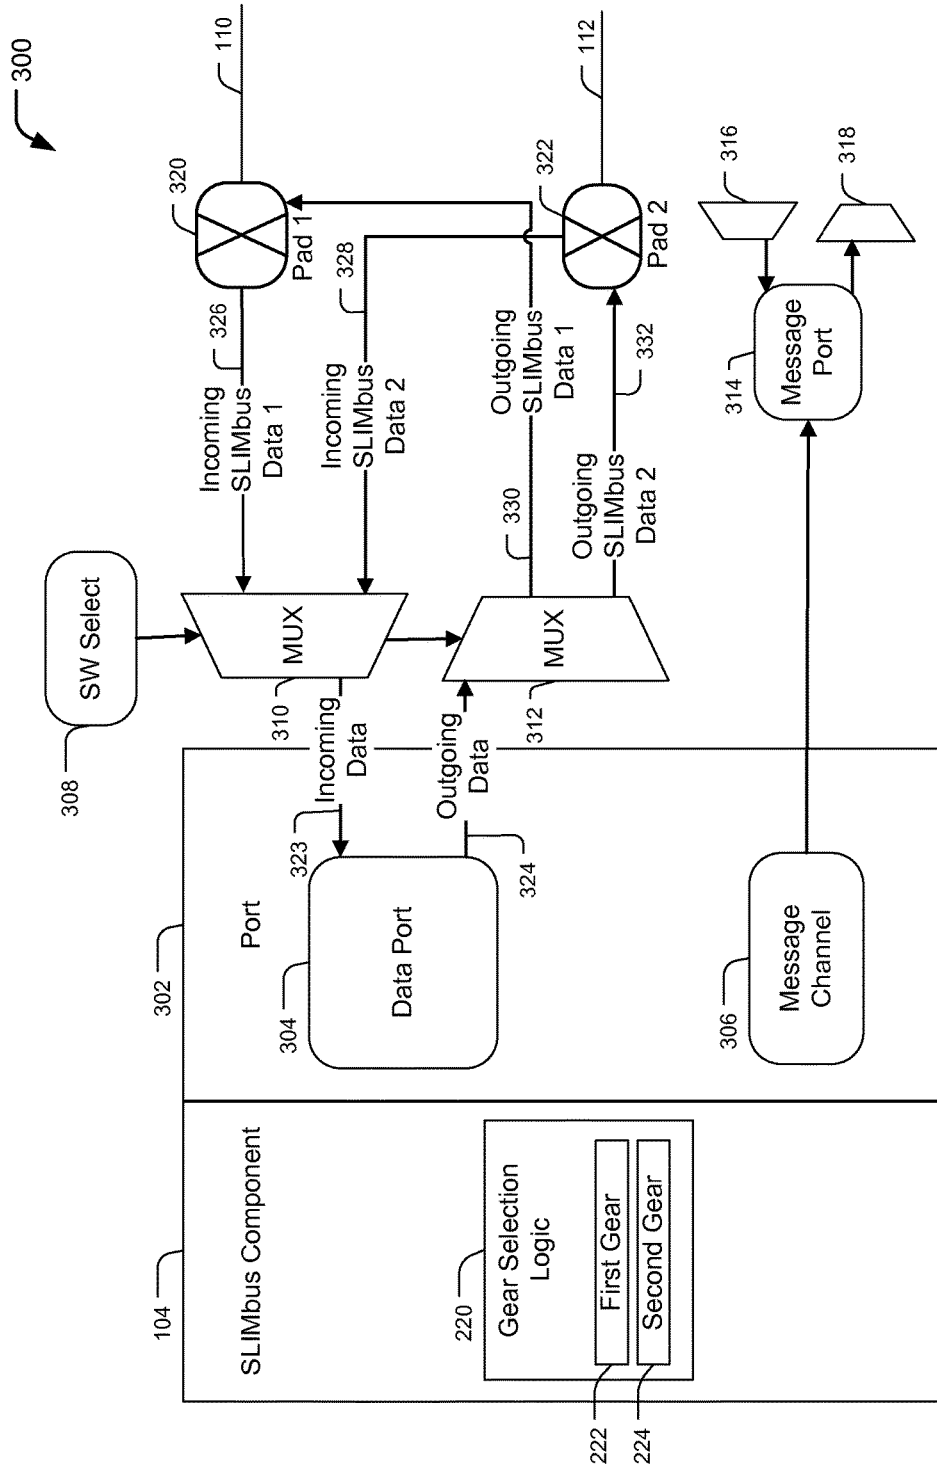 300
104
SLIMbus Component
220
Gear Selection
Logic
222
First Gear
224
Second Gear
302
Port
304
Data Port
306
Message
Channel
308
SW Select
310
MUX
312
MUX
323
Incoming
Data
324
Outgoing
Data
326
Incoming
SLIMbus
Data 1
328
Incoming
SLIMbus
Data 2
330
Outgoing
SLIMbus
Data 1
332
Outgoing
SLIMbus
Data 2
320
Pad 1
110
322
Pad 2
112
314
Message
Port
316
318